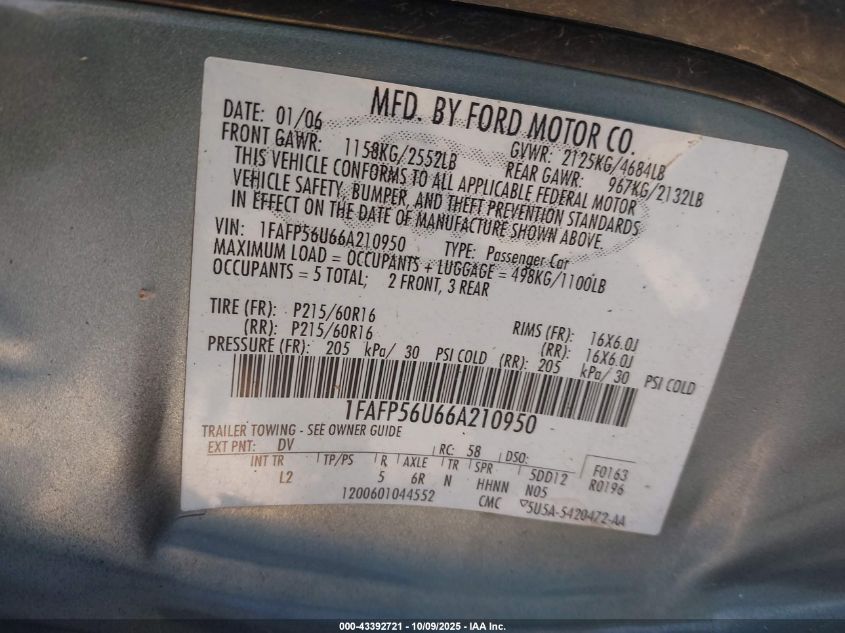 MFD. BY FORD MOTOR CO.
DATE: 01/06 GVWR: 2125KG/4684LB
FRONT GAWR: 1158KG/2552LB REAR GAWR: 967KG/2132LB
THIS VEHICLE CONFORMS TO ALL APPLICABLE FEDERAL MOTOR
VEHICLE SAFETY, BUMPER, AND THEFT PREVENTION STANDARDS
IN EFFECT ON THE DATE OF MANUFACTURE SHOWN ABOVE.
VIN: 1FAFP56U66A210950 TYPE: Passenger Car
MAXIMUM LOAD = OCCUPANTS + LUGGAGE = 498KG/1100LB
OCCUPANTS = 5 TOTAL; 2 FRONT, 3 REAR
TIRE (FR): P215/60R16 RIMS (FR): 16X6.0J
(RR): P215/60R16 (RR): 16X6.0J
PRESSURE (FR): 205 kPa/ 30 PSI COLD (RR): 205 kPa/ 30 PSI COLD
1FAFP56U66A210950
TRAILER TOWING - SEE OWNER GUIDE
EXT PNT: DV RC: 58 DSO: F0163
INT TR TP/PS R AXLE TR SPR 5DD12 R0196
L2 5 6R N HHNN N05
1200601044552 CMC 5U5A-5420472-AA
000-43392721 - 10/09/2025 - IAA Inc.